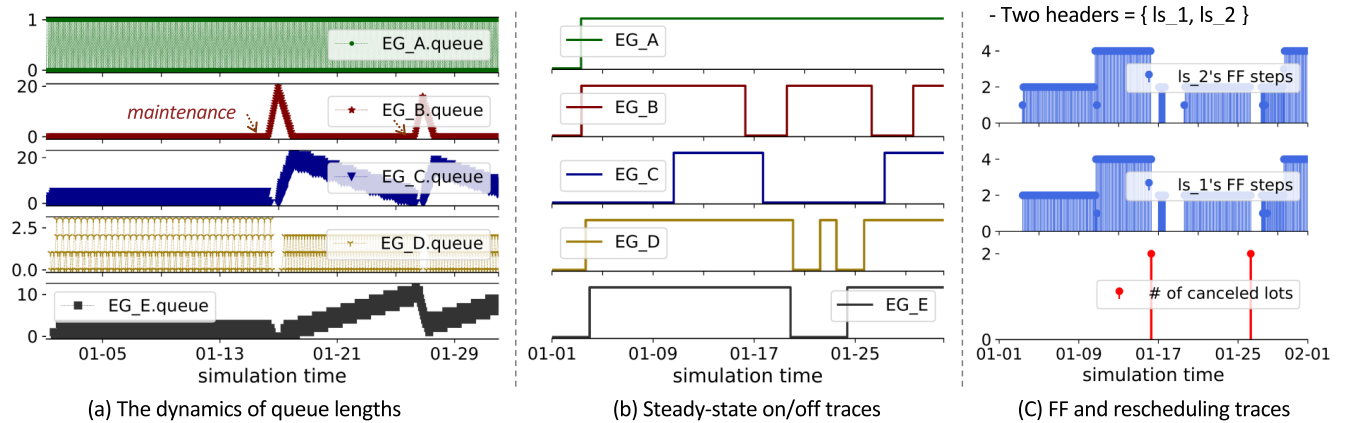 1
0
EG_A.queue
20
0
maintenance
EG_B.queue
20
0
EG_C.queue
2.5
0.0
EG_D.queue
10
0
EG_E.queue
01-05
01-13
01-21
01-29
simulation time
(a) The dynamics of queue lengths
EG_A
EG_B
EG_C
EG_D
EG_E
01-01
01-09
01-17
01-25
simulation time
(b) Steady-state on/off traces
- Two headers = { ls_1, ls_2 }
4
2
0
ls_2's FF steps
4
2
0
ls_1's FF steps
2
0
# of canceled lots
01-01
01-09
01-17
01-25
02-01
simulation time
(C) FF and rescheduling traces